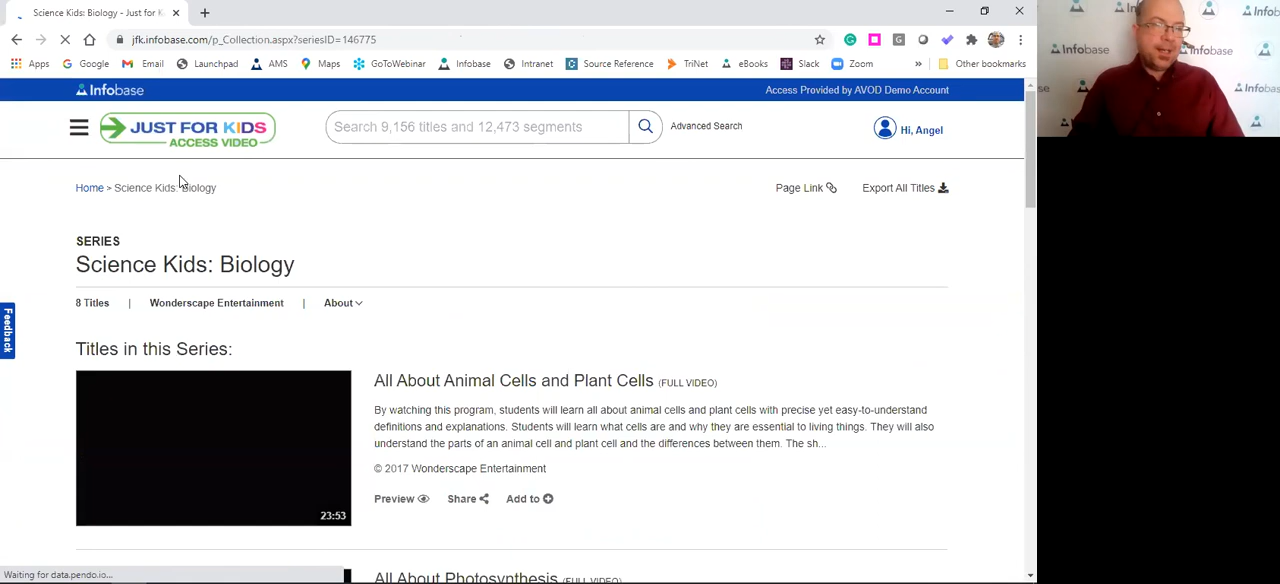 Science Kids: Biology - Just for K
jfk.infobase.com/p_Collection.aspx?seriesID=146775
Apps Google Email Launchpad AMS Maps GoToWebinar Infobase Intranet Source Reference TriNet eBooks Slack Zoom » Other bookmarks
Infobase Access Provided by AVOD Demo Account
JUST FOR KIDS
ACCESS VIDEO
Search 9,156 titles and 12,473 segments Advanced Search Hi, Angel
Home > Science Kids: Biology Page Link Export All Titles
SERIES
Science Kids: Biology
8 Titles | Wonderscape Entertainment | About
Feedback
Titles in this Series:
All About Animal Cells and Plant Cells (FULL VIDEO)
By watching this program, students will learn all about animal cells and plant cells with precise yet easy-to-understand
definitions and explanations. Students will learn what cells are and why they are essential to living things. They will also
understand the parts of an animal cell and plant cell and the differences between them. The sh...
© 2017 Wonderscape Entertainment
Preview Share Add to
23:53
All About Photosynthesis (FULL VIDEO)
Waiting for data.pendo.io...
Infobase
Infobase
Infobase
Infobase